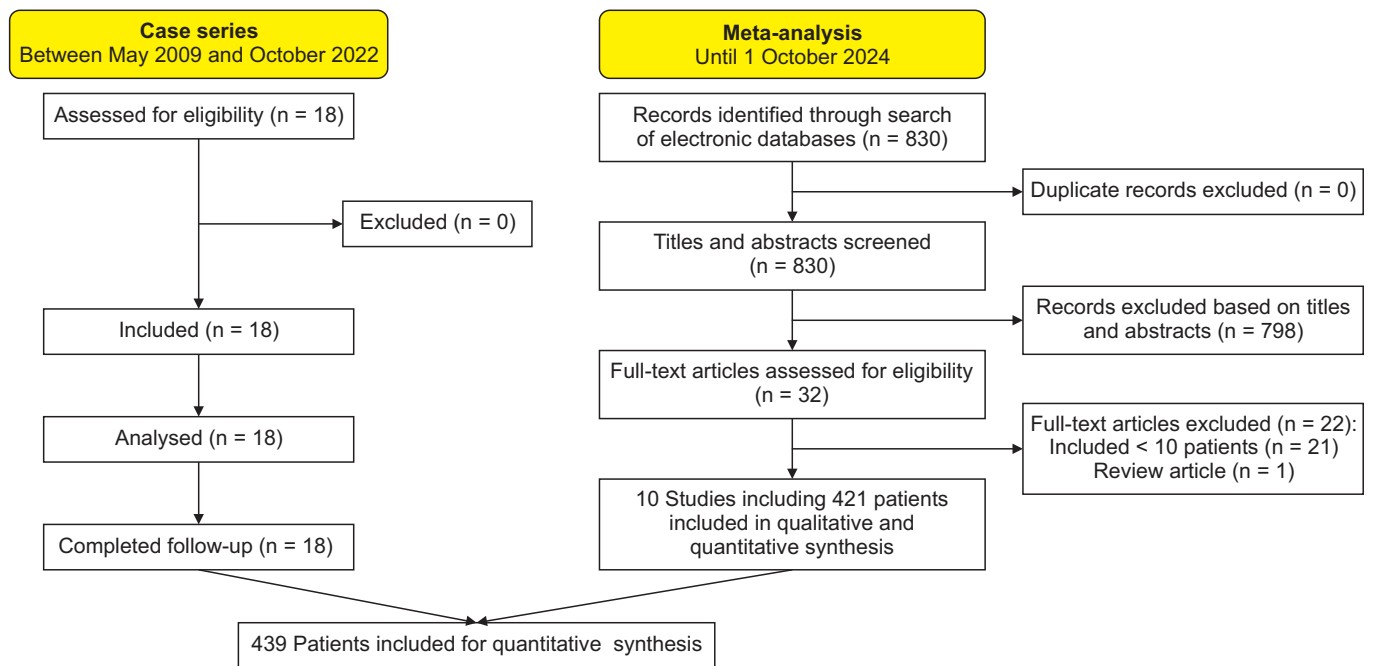 Case series
Between May 2009 and October 2022
Assessed for eligibility (n = 18)
Excluded (n = 0)
Included (n = 18)
Analysed (n = 18)
Completed follow-up (n = 18)
Meta-analysis
Until 1 October 2024
Records identified through search
of electronic databases (n = 830)
Duplicate records excluded (n = 0)
Titles and abstracts screened
(n = 830)
Records excluded based on titles
and abstracts (n = 798)
Full-text articles assessed for eligibility
(n = 32)
Full-text articles excluded (n = 22):
Included < 10 patients (n = 21)
Review article (n = 1)
10 Studies including 421 patients
included in qualitative and
quantitative synthesis
439 Patients included for quantitative synthesis